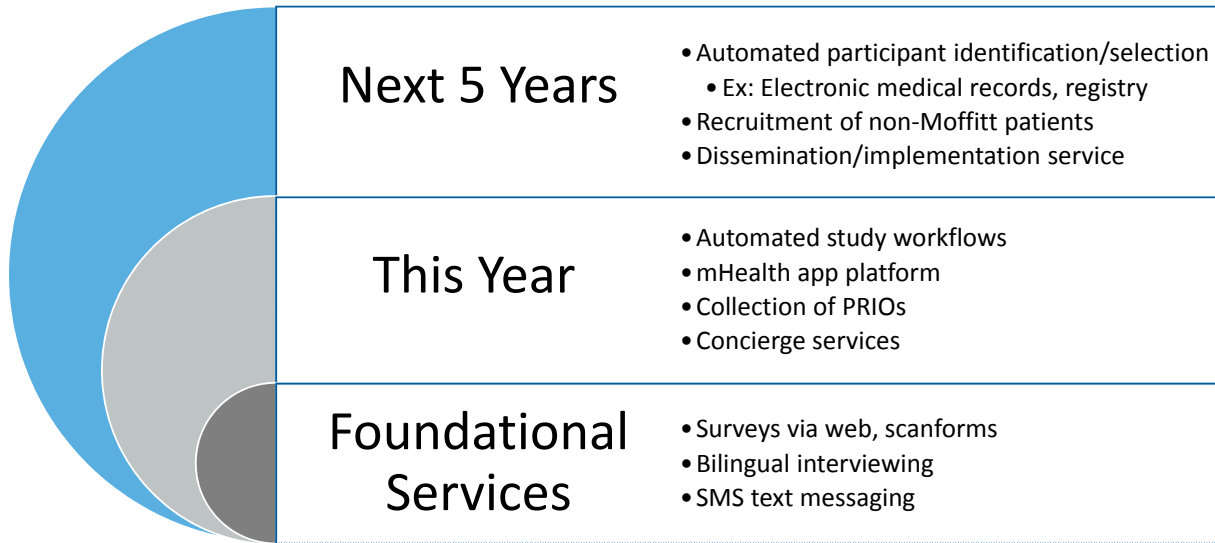 Next 5 Years
•Automated participant identification/selection
•Ex: Electronic medical records, registry
•Recruitment of non-Moffitt patients
•Dissemination/implementation service
This Year
•Automated study workflows
•mHealth app platform
•Collection of PRIOs
•Concierge services
Foundational
Services
•Surveys via web, scanforms
•Bilingual interviewing
•SMS text messaging